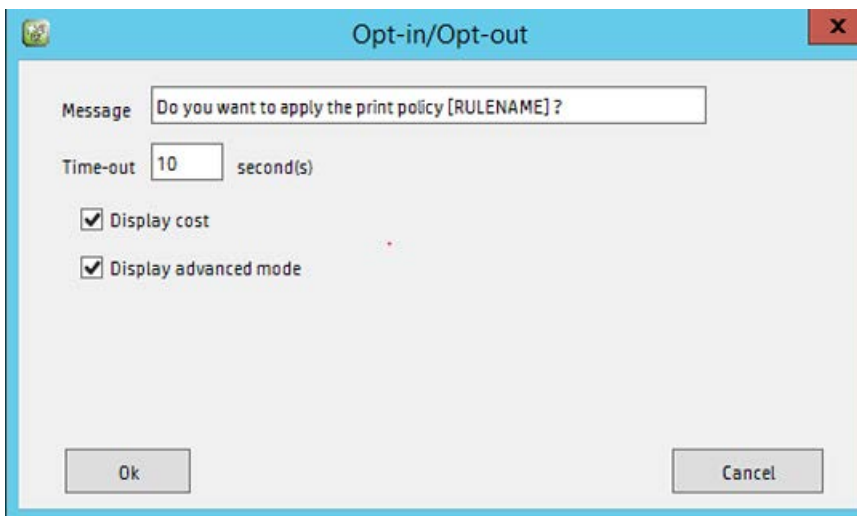 Opt-in/Opt-out
x
Message Do you want to apply the print policy [RULENAME] ?
Time-out 10 second(s)
Display cost
Display advanced mode
Ok Cancel